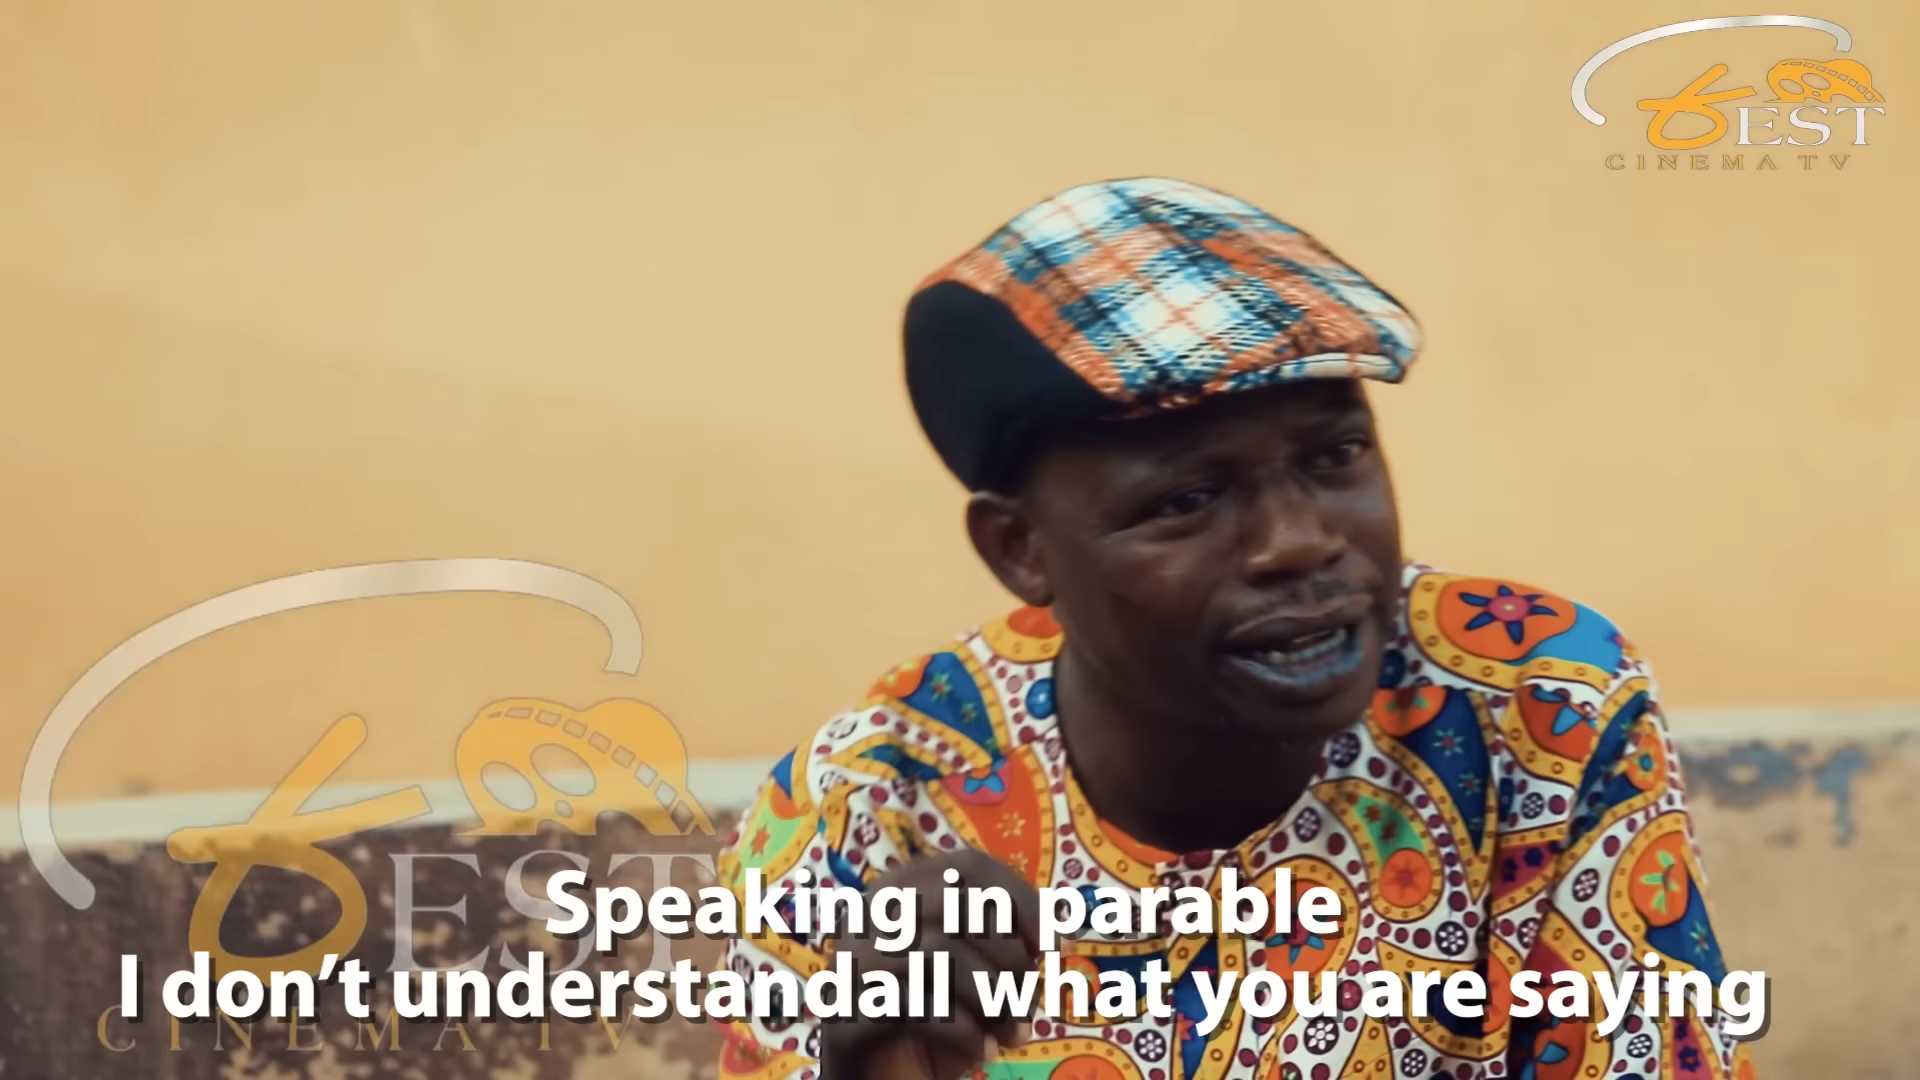 BEST
CINEMA TV
BEST
CINEMA TV
Speaking in parable
I don’t understandall what you are saying